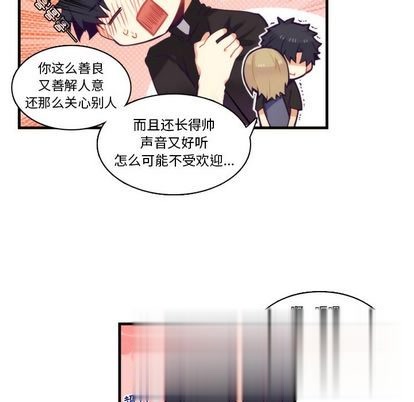 你这么善良
又善解人意
还那么关心别人
而且还长得帅
声音又好听
怎么可能不受欢迎...